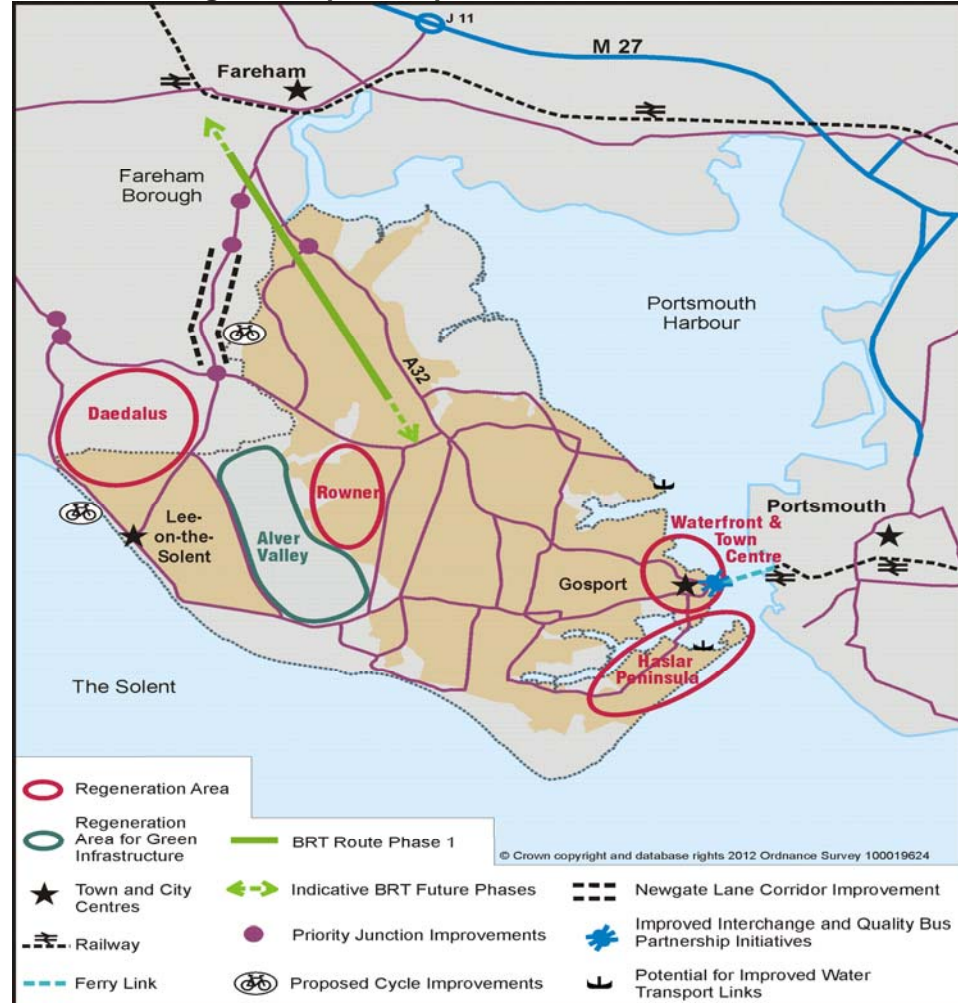 J 11
M 27
Fareham
Fareham
Borough
Portsmouth
Harbour
A32
Daedalus
Rowner
Portsmouth
Waterfront &
Town
Centre
Lee-
on-the-
Solent
Alver
Valley
Gosport
Haslar
Peninsula
The Solent
Regeneration Area
Regeneration
Area for Green
Infrastructure
BRT Route Phase 1
© Crown copyright and database rights 2012 Ordnance Survey 100019624
Town and City
Centres
Indicative BRT Future Phases
Newgate Lane Corridor Improvement
Railway
Priority Junction Improvements
Improved Interchange and Quality Bus
Partnership Initiatives
Ferry Link
Proposed Cycle Improvements
Potential for Improved Water
Transport Links